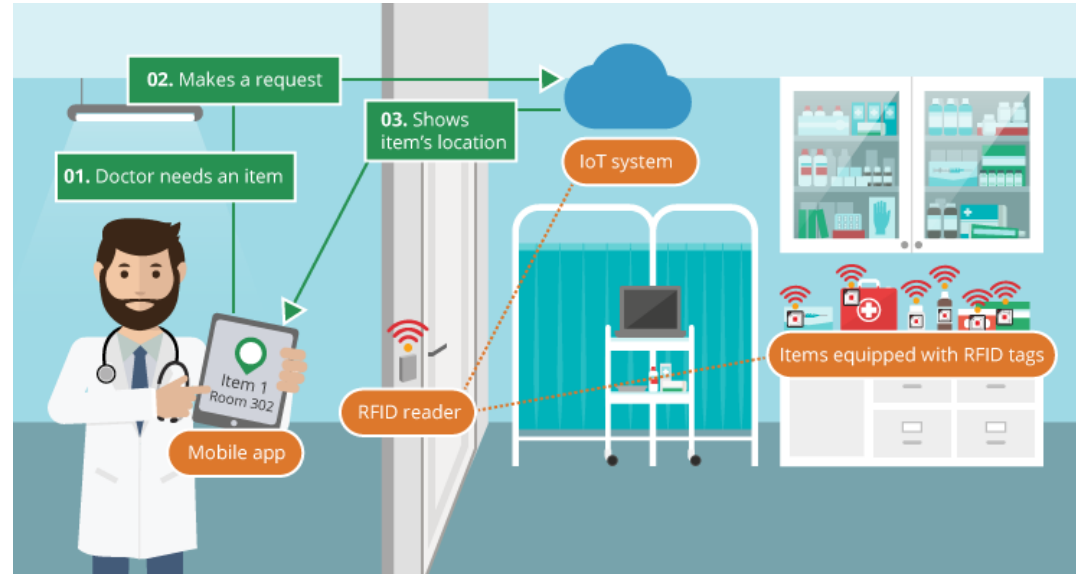 02. Makes a request
03. Shows
item's location
IoT system
01. Doctor needs an item
Item 1
Room 302
Items equipped with RFID tags
RFID reader
Mobile app